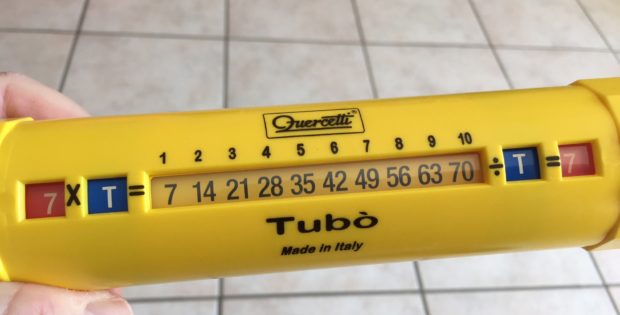 Quercetti®
1 2 3 4 5 6 7 8 9 10
7 X T = 7 14 21 28 35 42 49 56 63 70 ÷ T = 7
Tubò
Made in Italy